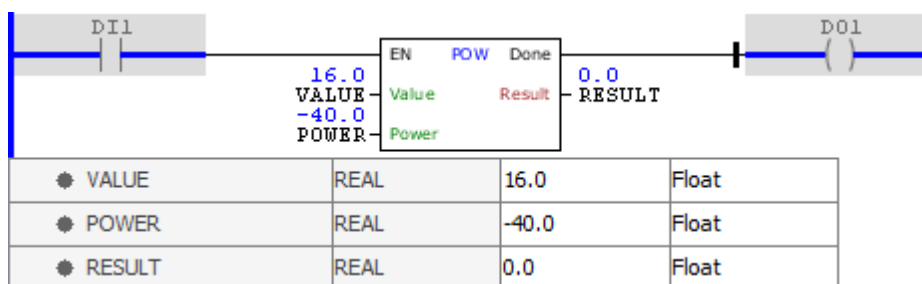 DI1 DO1
EN POW Done
16.0 0.0
VALUE Value Result RESULT
-40.0
POWER Power
VALUE REAL 16.0 Float
POWER REAL -40.0 Float
RESULT REAL 0.0 Float